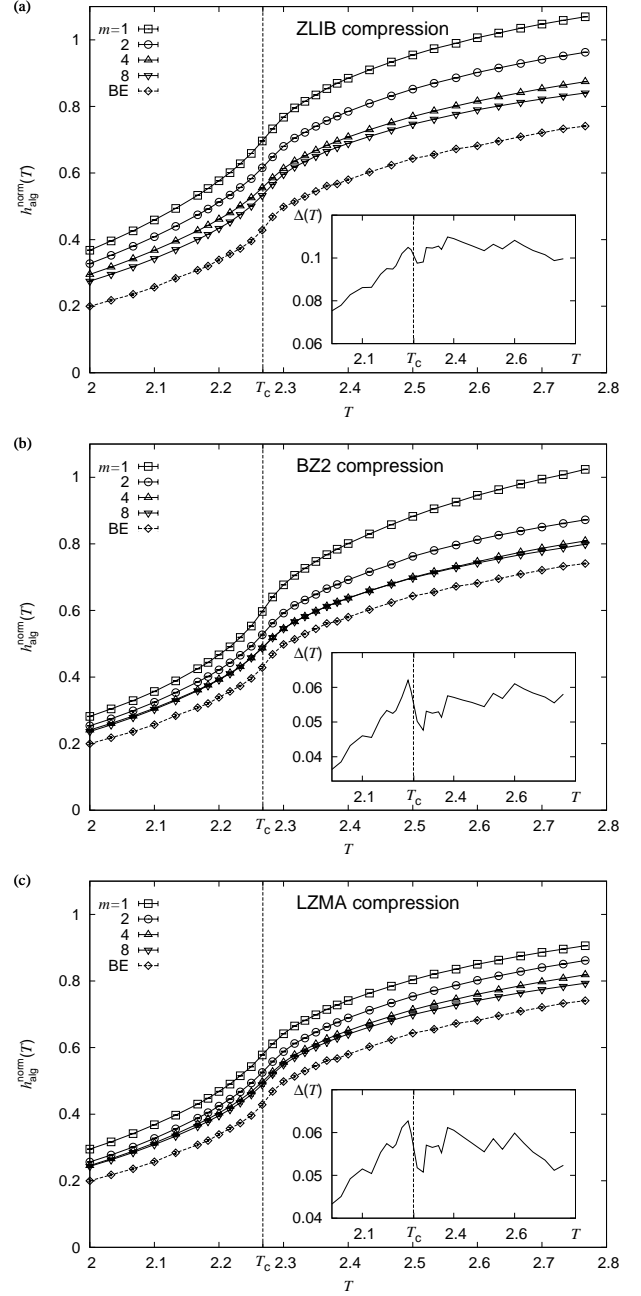 (a)
ZLIB compression
m=1
2
4
8
BE
h_alg^norm(T)
1
0.8
0.6
0.4
0.2
0
Δ(T)
0.1
0.08
0.06
2.1
T_c
2.4
2.6
T
2
2.1
2.2
T_c
2.3
2.4
2.5
2.6
2.7
2.8
T
(b)
BZ2 compression
m=1
2
4
8
BE
h_alg^norm(T)
1
0.8
0.6
0.4
0.2
0
Δ(T)
0.06
0.05
0.04
2.1
T_c
2.4
2.6
T
2
2.1
2.2
T_c
2.3
2.4
2.5
2.6
2.7
2.8
T
(c)
LZMA compression
m=1
2
4
8
BE
h_alg^norm(T)
1
0.8
0.6
0.4
0.2
0
Δ(T)
0.06
0.05
0.04
2.1
T_c
2.4
2.6
T
2
2.1
2.2
T_c
2.3
2.4
2.5
2.6
2.7
2.8
T